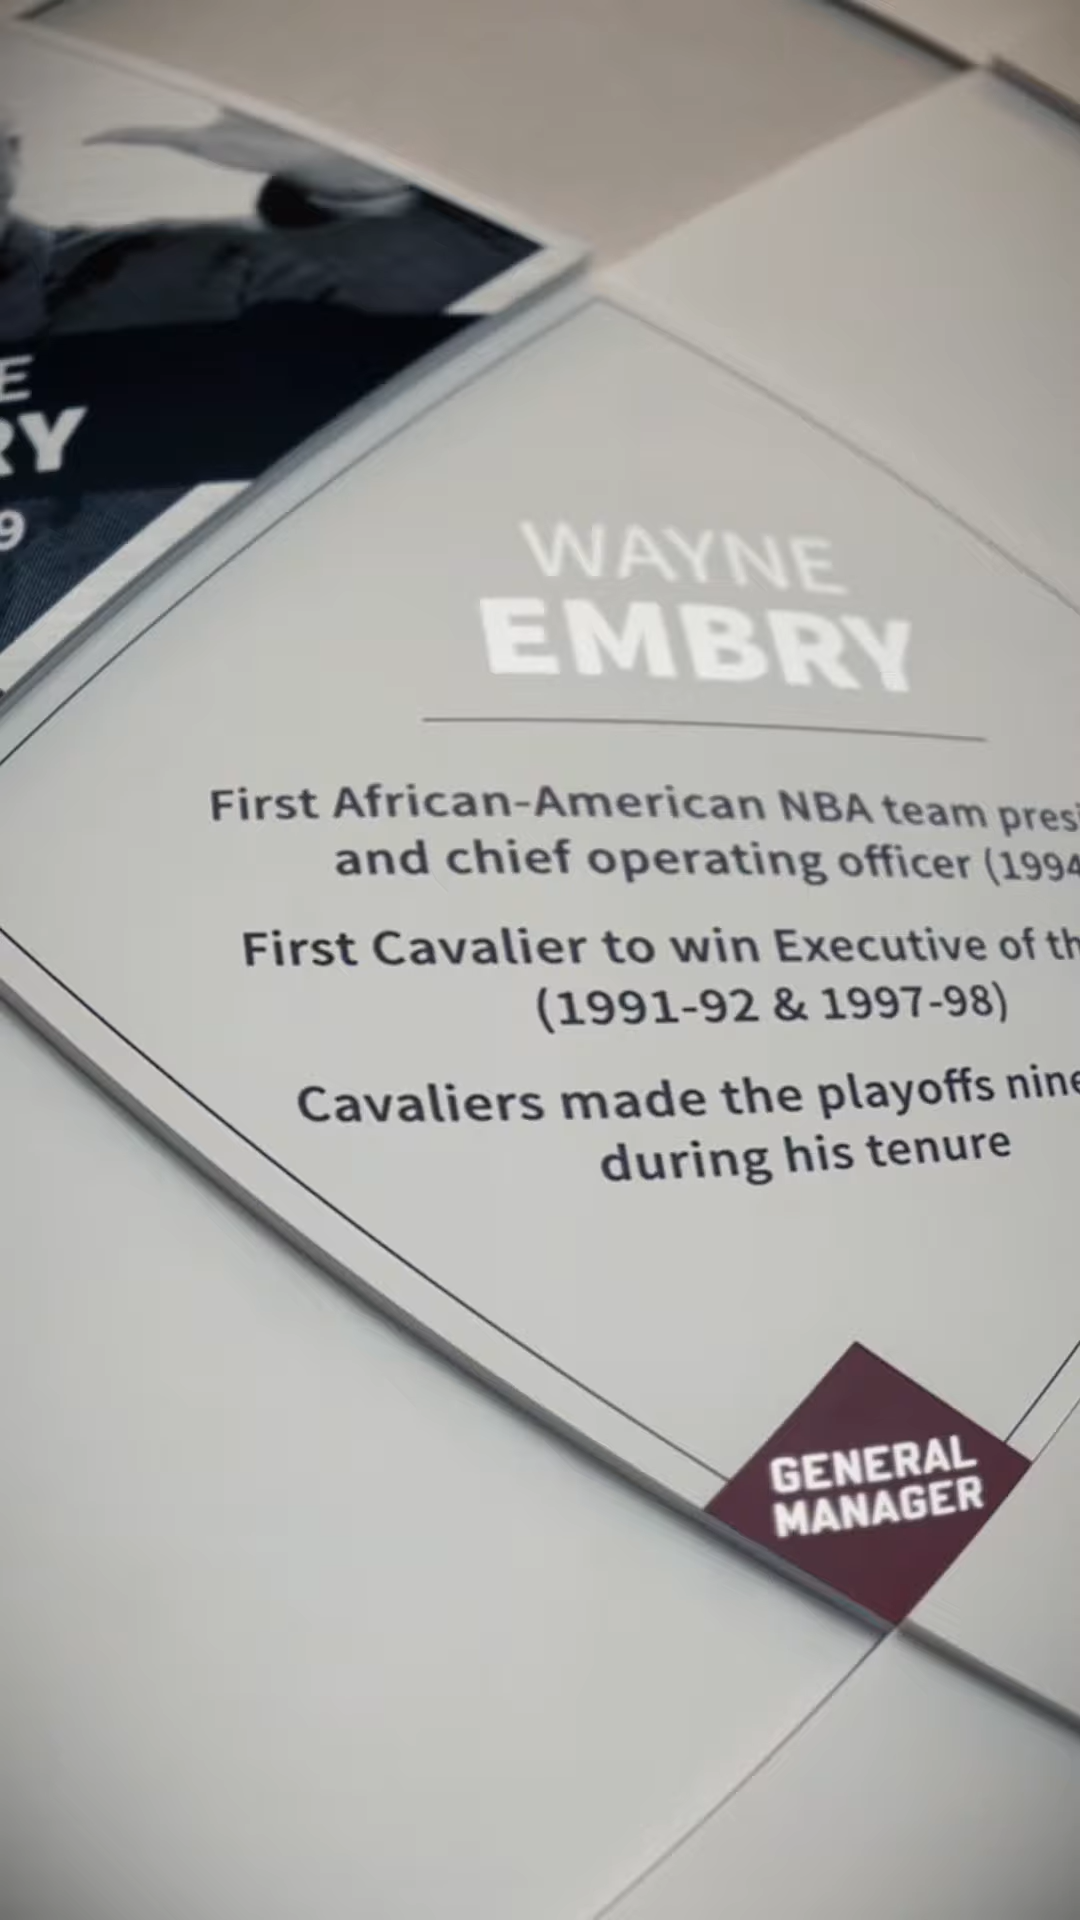 E
RY
9
WAYNE
EMBRY
First African-American NBA team presi
and chief operating officer (1994
First Cavalier to win Executive of th
(1991-92 & 1997-98)
Cavaliers made the playoffs nine
during his tenure
GENERAL
MANAGER